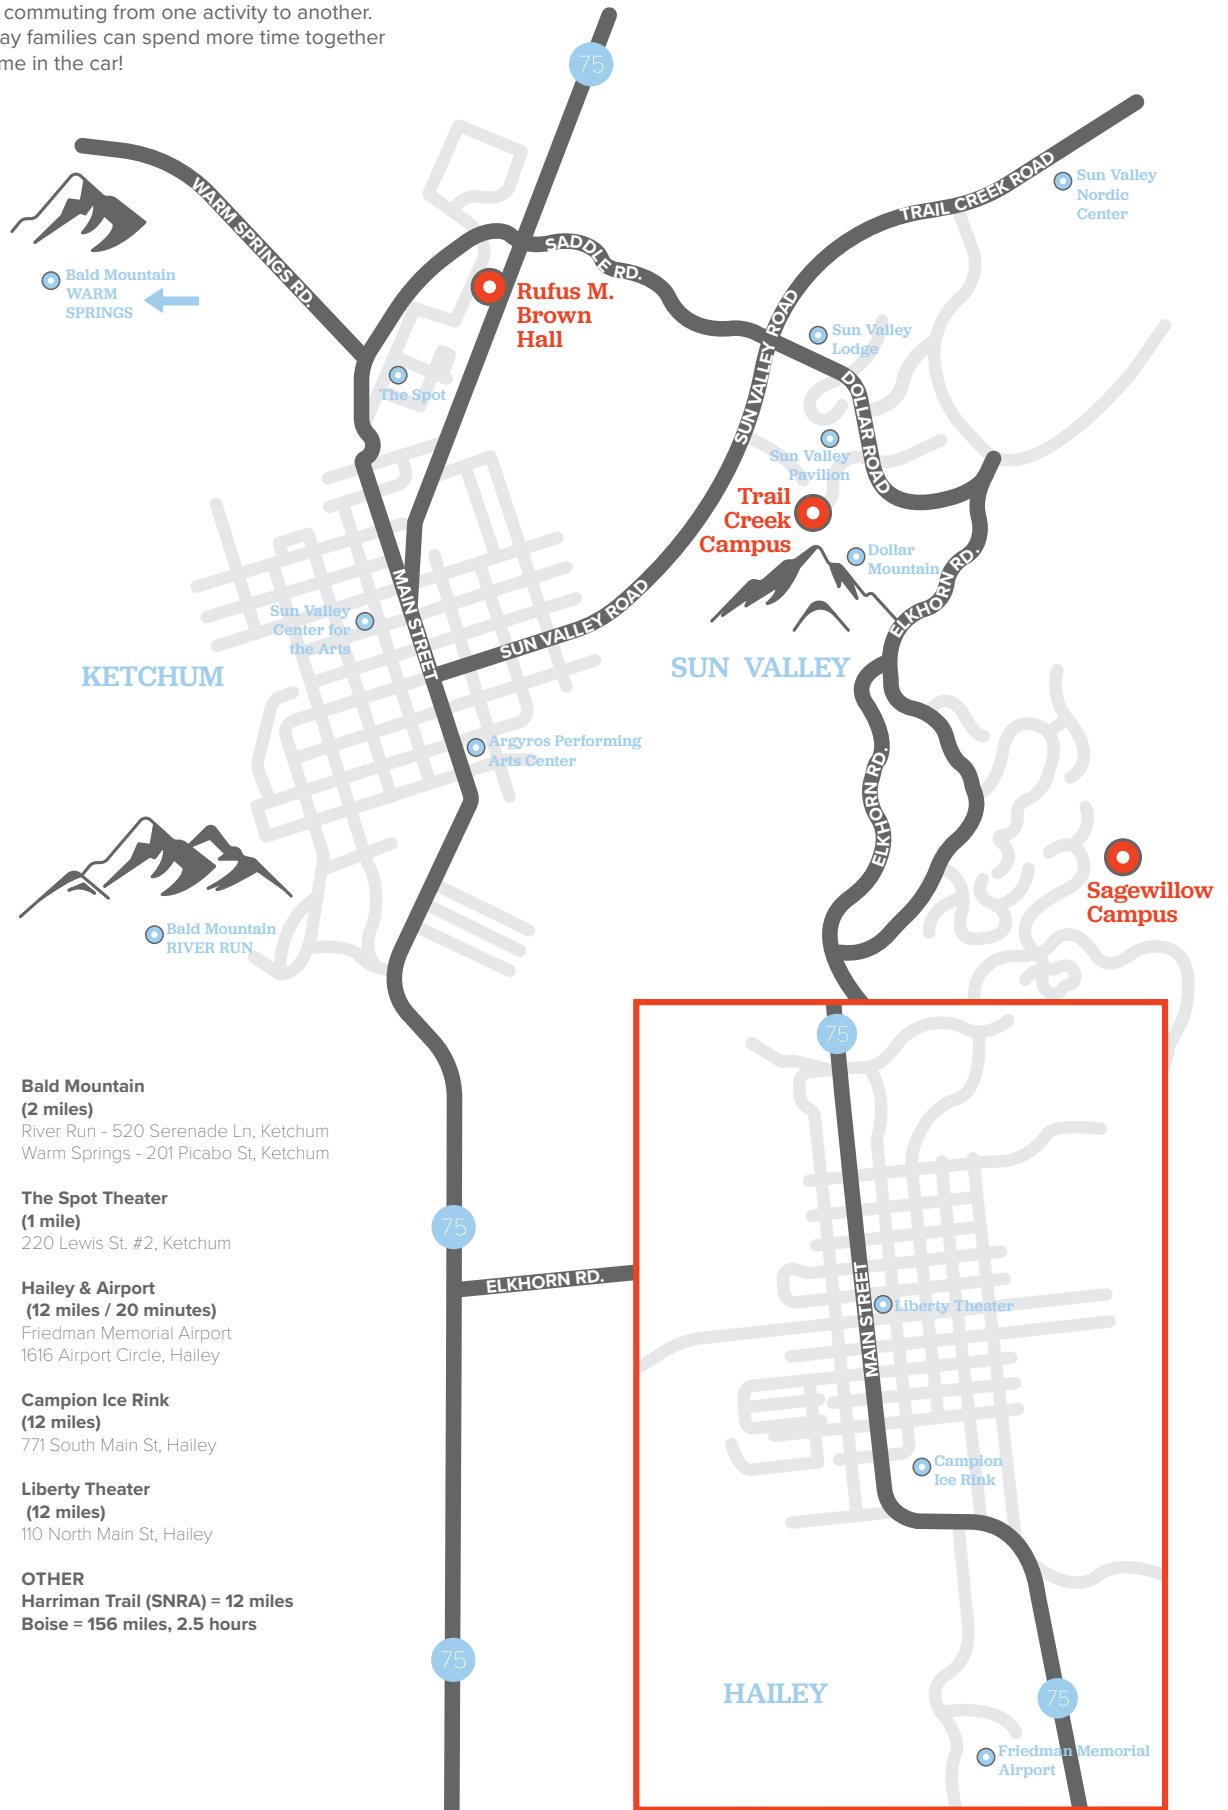 commuting from one activity to another.
ay families can spend more time together
me in the car!
75
WARM SPRINGS RD.
SADDLE RD.
TRAIL CREEK ROAD
Sun Valley
Nordic
Center
Bald Mountain
WARM
SPRINGS
Rufus M.
Brown
Hall
SUN VALLEY ROAD
Sun Valley
Lodge
The Spot
DOLLAR ROAD
Sun Valley
Pavilion
Trail
Creek
Campus
Dollar
Mountain
ELKHORN RD.
MAIN STREET
Sun Valley
Center for
the Arts
SUN VALLEY ROAD
KETCHUM
SUN VALLEY
Argyros Performing
Arts Center
ELKHORN RD.
Sagewillow
Campus
Bald Mountain
RIVER RUN
Bald Mountain
(2 miles)
River Run - 520 Serenade Ln, Ketchum
Warm Springs - 201 Picabo St, Ketchum
The Spot Theater
(1 mile)
220 Lewis St. #2, Ketchum
Hailey & Airport
(12 miles / 20 minutes)
Friedman Memorial Airport
1616 Airport Circle, Hailey
Campion Ice Rink
(12 miles)
771 South Main St, Hailey
Liberty Theater
(12 miles)
110 North Main St, Hailey
OTHER
Harriman Trail (SNRA) = 12 miles
Boise = 156 miles, 2.5 hours
75
ELKHORN RD.
75
75
MAIN STREET
Liberty Theater
Campion
Ice Rink
HAILEY
75
Friedman Memorial
Airport